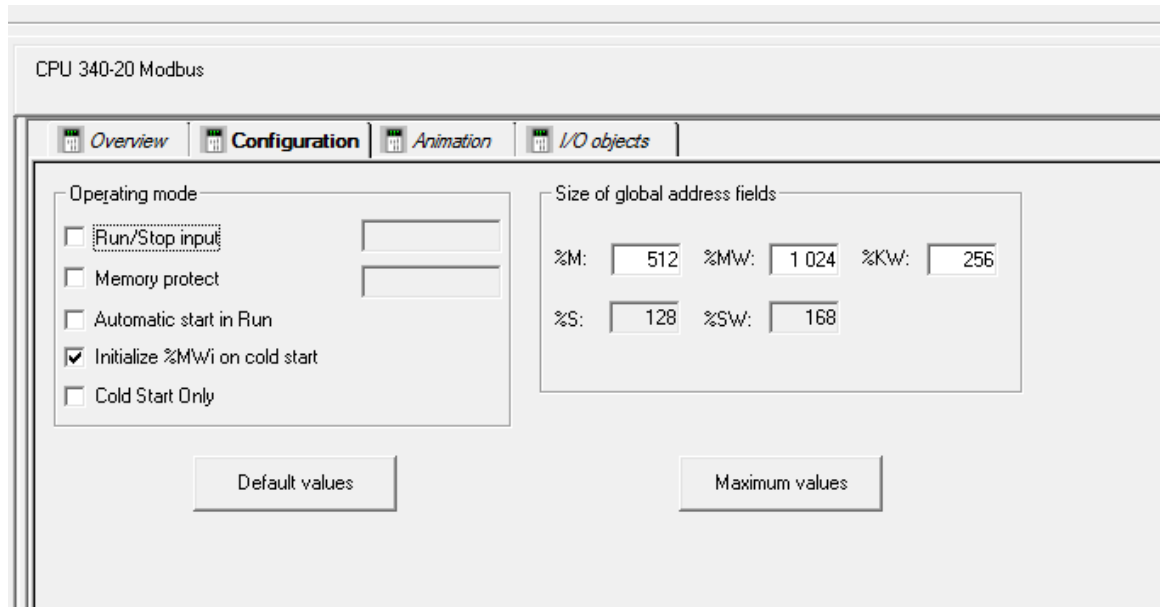 CPU 340-20 Modbus
Overview Configuration Animation I/O objects
Operating mode
Run/Stop input
Memory protect
Automatic start in Run
Initialize %MWi on cold start
Cold Start Only
Size of global address fields
%M: 512 %MW: 1 024 %KW: 256
%S: 128 %SW: 168
Default values
Maximum values